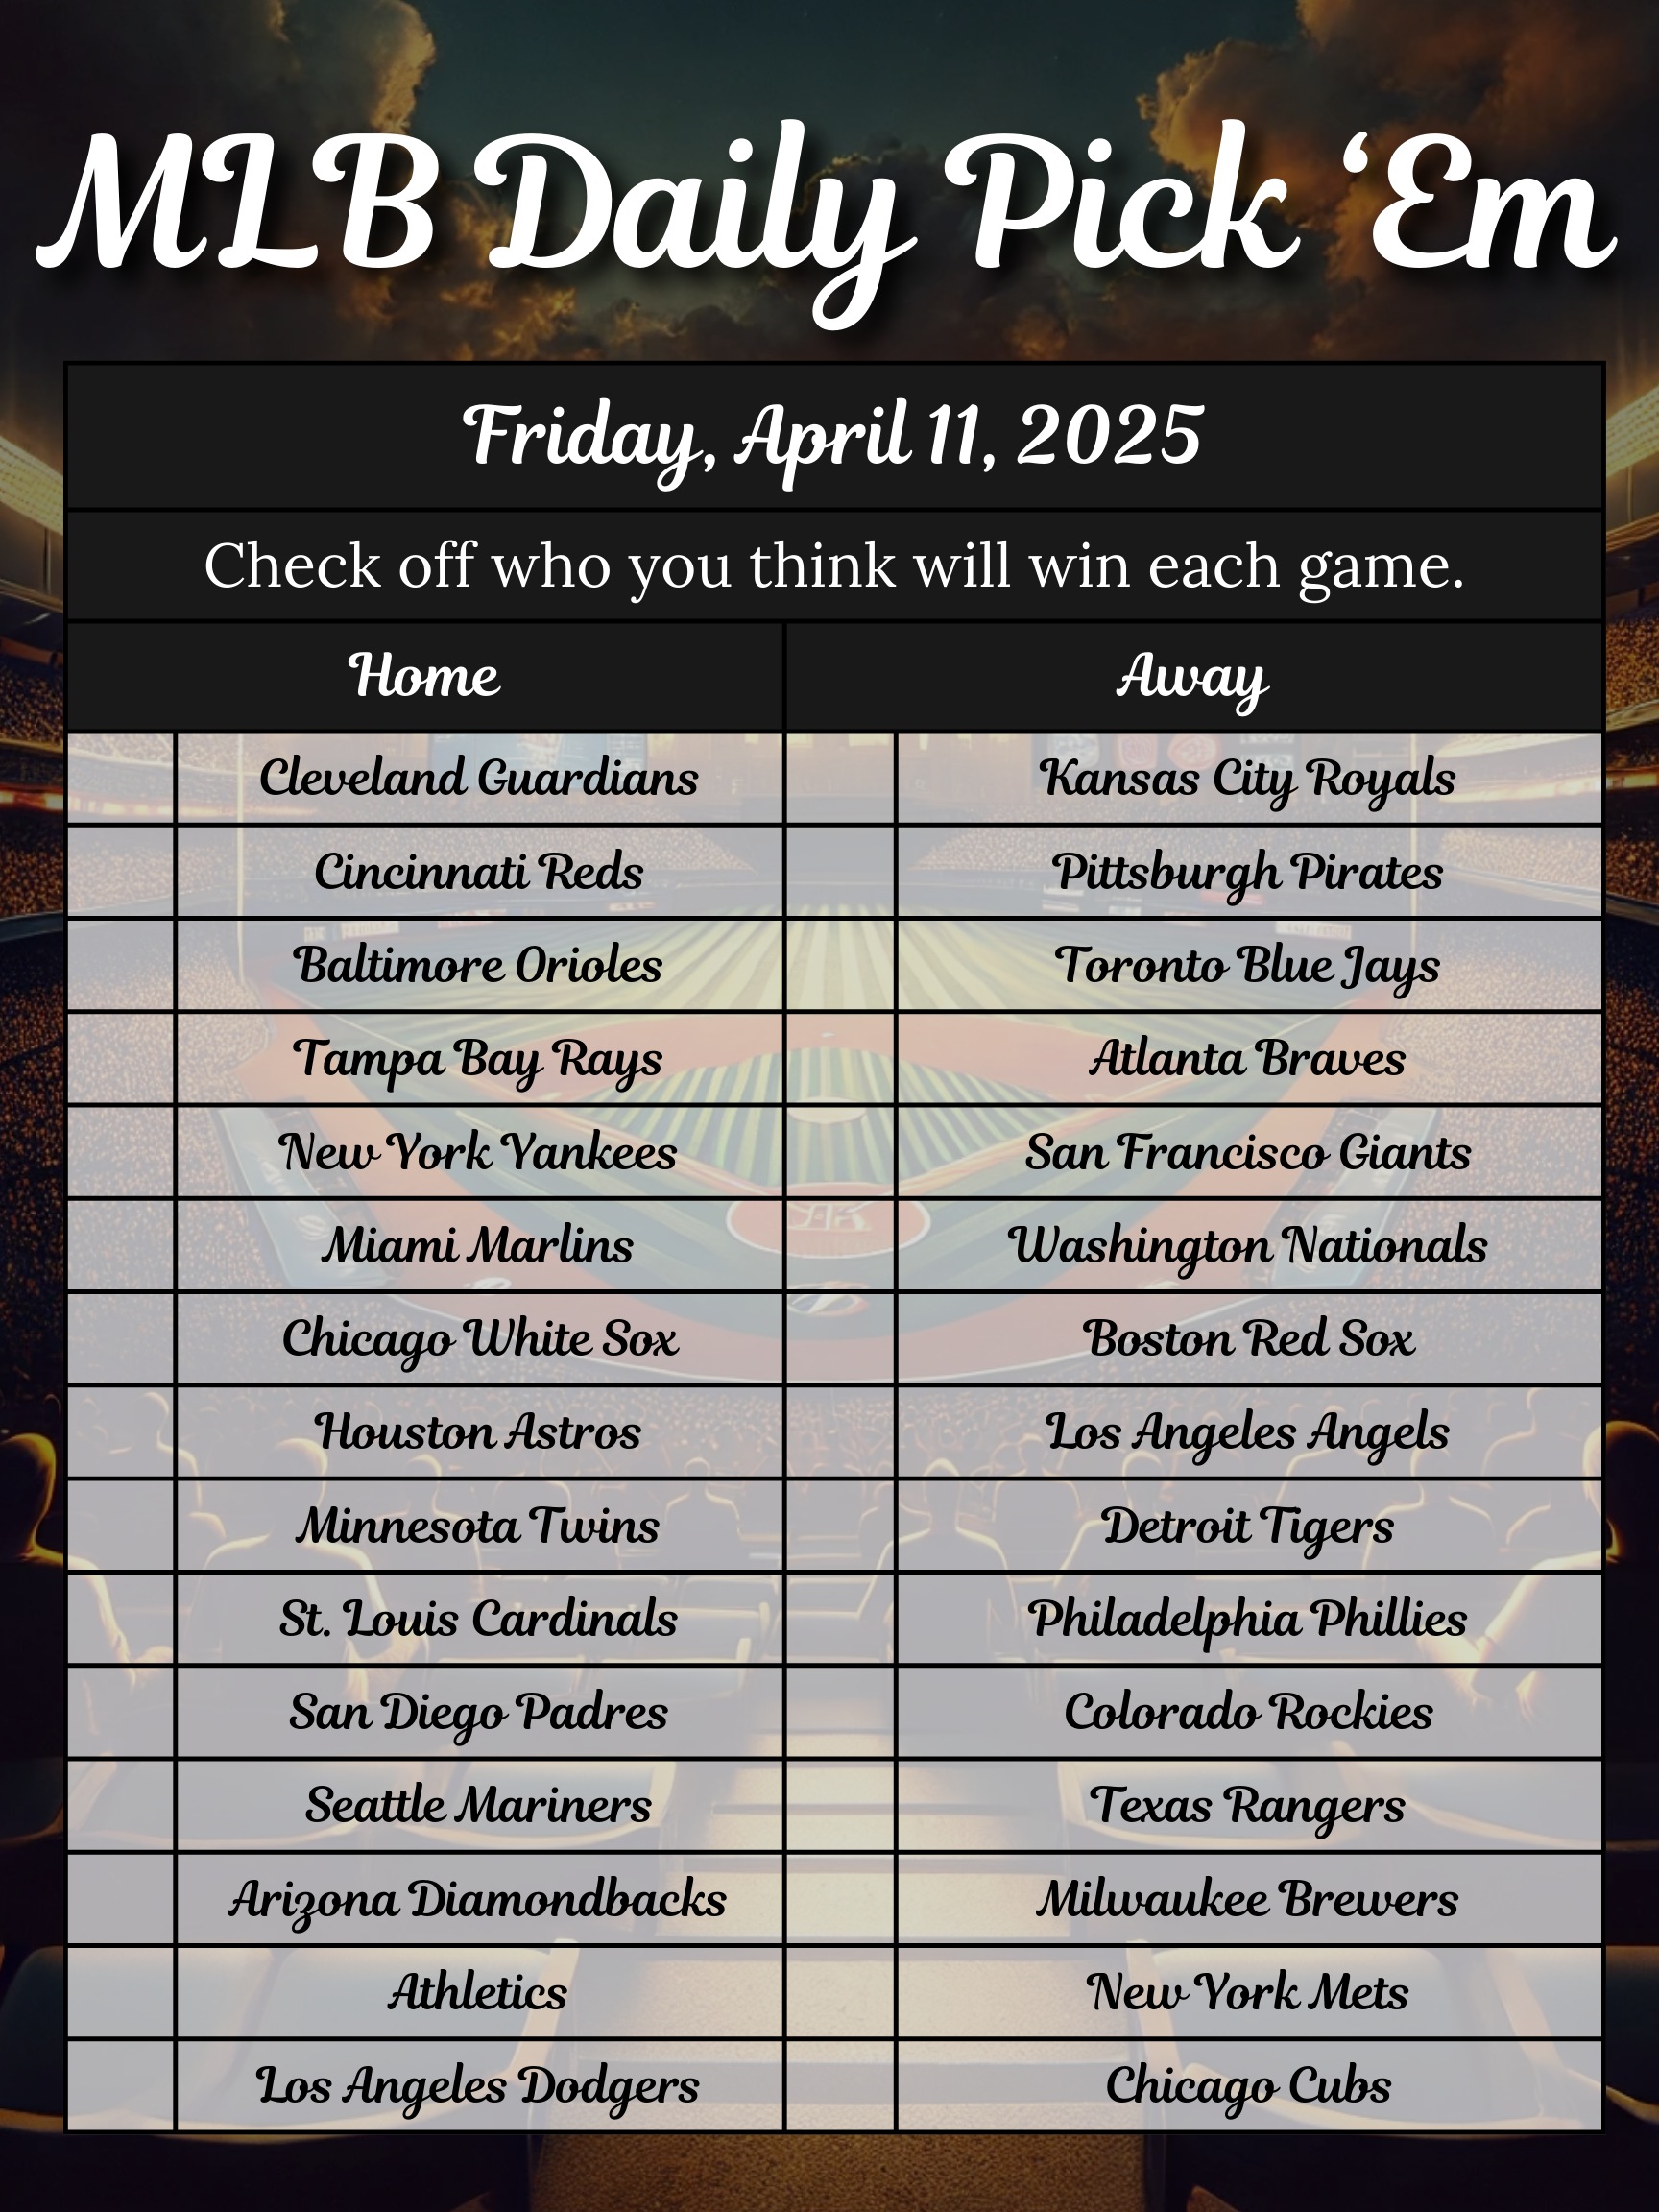 MLB Daily Pick ‘Em
Friday, April 11, 2025
Check off who you think will win each game.
Home Away
Cleveland Guardians Kansas City Royals
Cincinnati Reds Pittsburgh Pirates
Baltimore Orioles Toronto Blue Jays
Tampa Bay Rays Atlanta Braves
New York Yankees San Francisco Giants
Miami Marlins Washington Nationals
Chicago White Sox Boston Red Sox
Houston Astros Los Angeles Angels
Minnesota Twins Detroit Tigers
St. Louis Cardinals Philadelphia Phillies
San Diego Padres Colorado Rockies
Seattle Mariners Texas Rangers
Arizona Diamondbacks Milwaukee Brewers
Athletics New York Mets
Los Angeles Dodgers Chicago Cubs